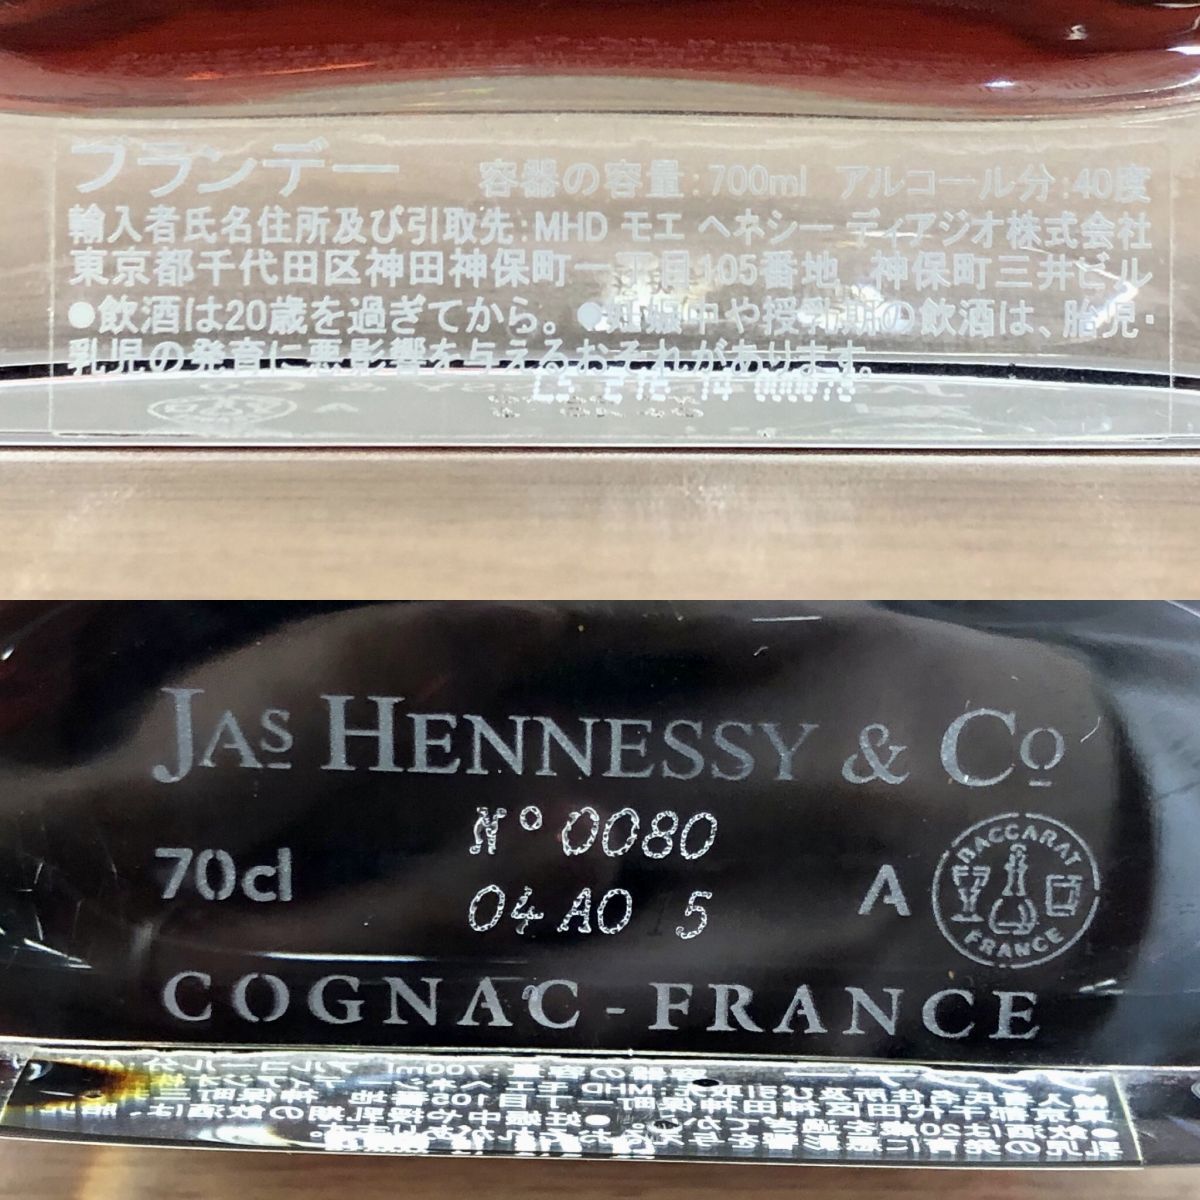 ブランデー 容器の容量:700ml アルコール分:40度
輸入者氏名住所及び引取先:MHD モエ ヘネシー ディアジオ株式会社
東京都千代田区神田神保町一丁目105番地 神保町三井ビル
●飲酒は20歳を過ぎてから。●妊娠中や授乳期の飲酒は、胎児・
乳児の発育に悪影響を与えるおそれがあります。
JAS HENNESSY & Co
N° 0080
70cl
04 AO 5
A
BACCARAT
FRANCE
COGNAC - FRANCE